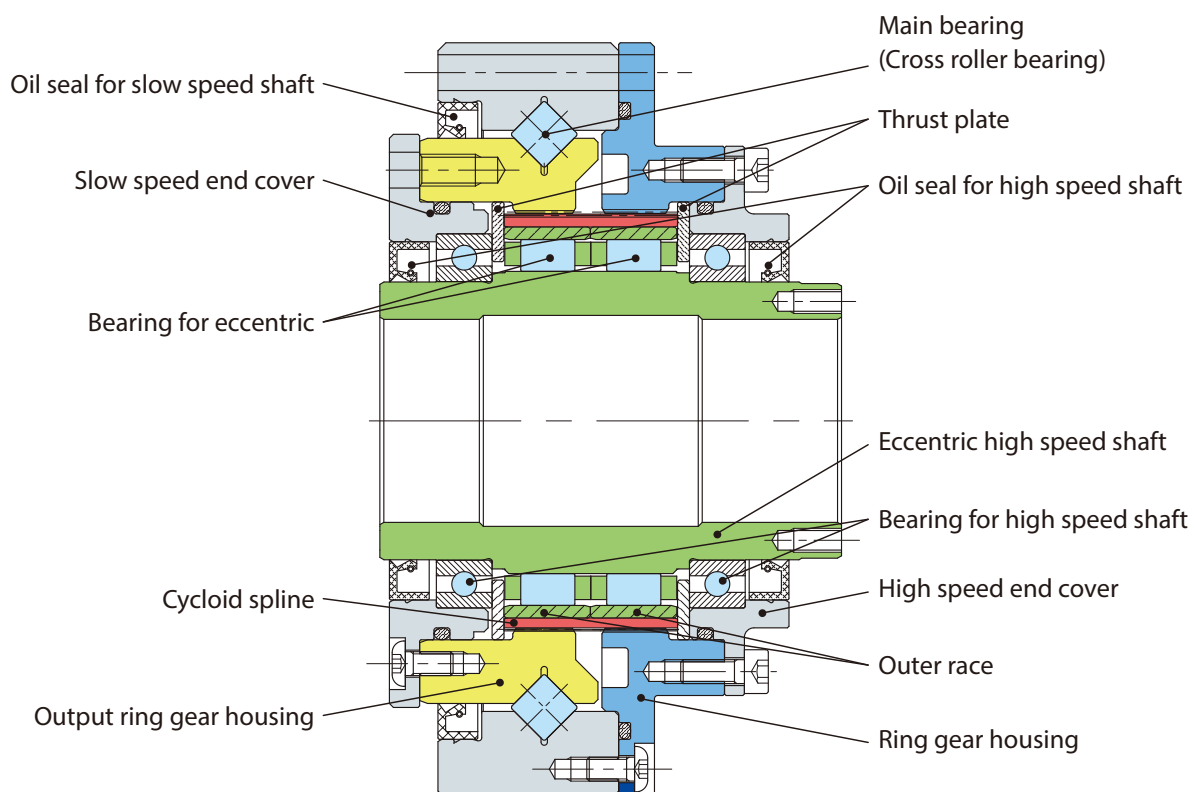 Main bearing
(Cross roller bearing)
Oil seal for slow speed shaft
Thrust plate
Slow speed end cover
Oil seal for high speed shaft
Bearing for eccentric
Eccentric high speed shaft
Bearing for high speed shaft
High speed end cover
Cycloid spline
Outer race
Output ring gear housing
Ring gear housing